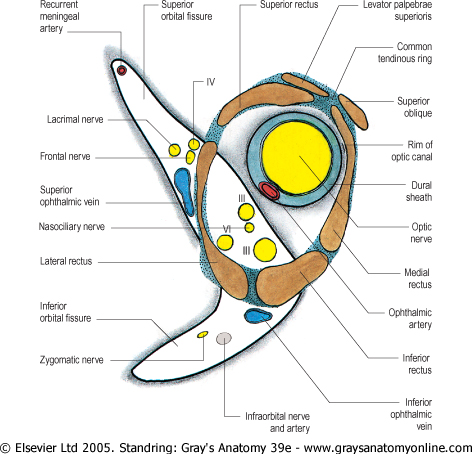 Recurrent
meningeal
artery
Superior
orbital fissure
Superior rectus
Levator palpebrae
superioris
Common
tendinous ring
IV
Superior
oblique
Lacrimal nerve
Frontal nerve
Rim of
optic canal
Superior
ophthalmic vein
Dural
sheath
III
Nasociliary nerve
VI
III
Optic
nerve
Lateral rectus
Medial
rectus
Inferior
orbital fissure
Ophthalmic
artery
Zygomatic nerve
Inferior
rectus
Infraorbital nerve
and artery
Inferior
ophthalmic
vein
© Elsevier Ltd 2005. Standring: Gray's Anatomy 39e - www.graysanatomyonline.com